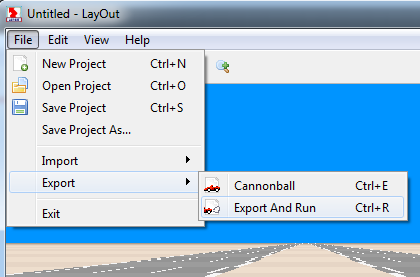 Untitled - LayOut
File Edit View Help
New Project Ctrl+N
Open Project Ctrl+O
Save Project Ctrl+S
Save Project As...
Import
Export
Cannonball Ctrl+E
Export And Run Ctrl+R
Exit